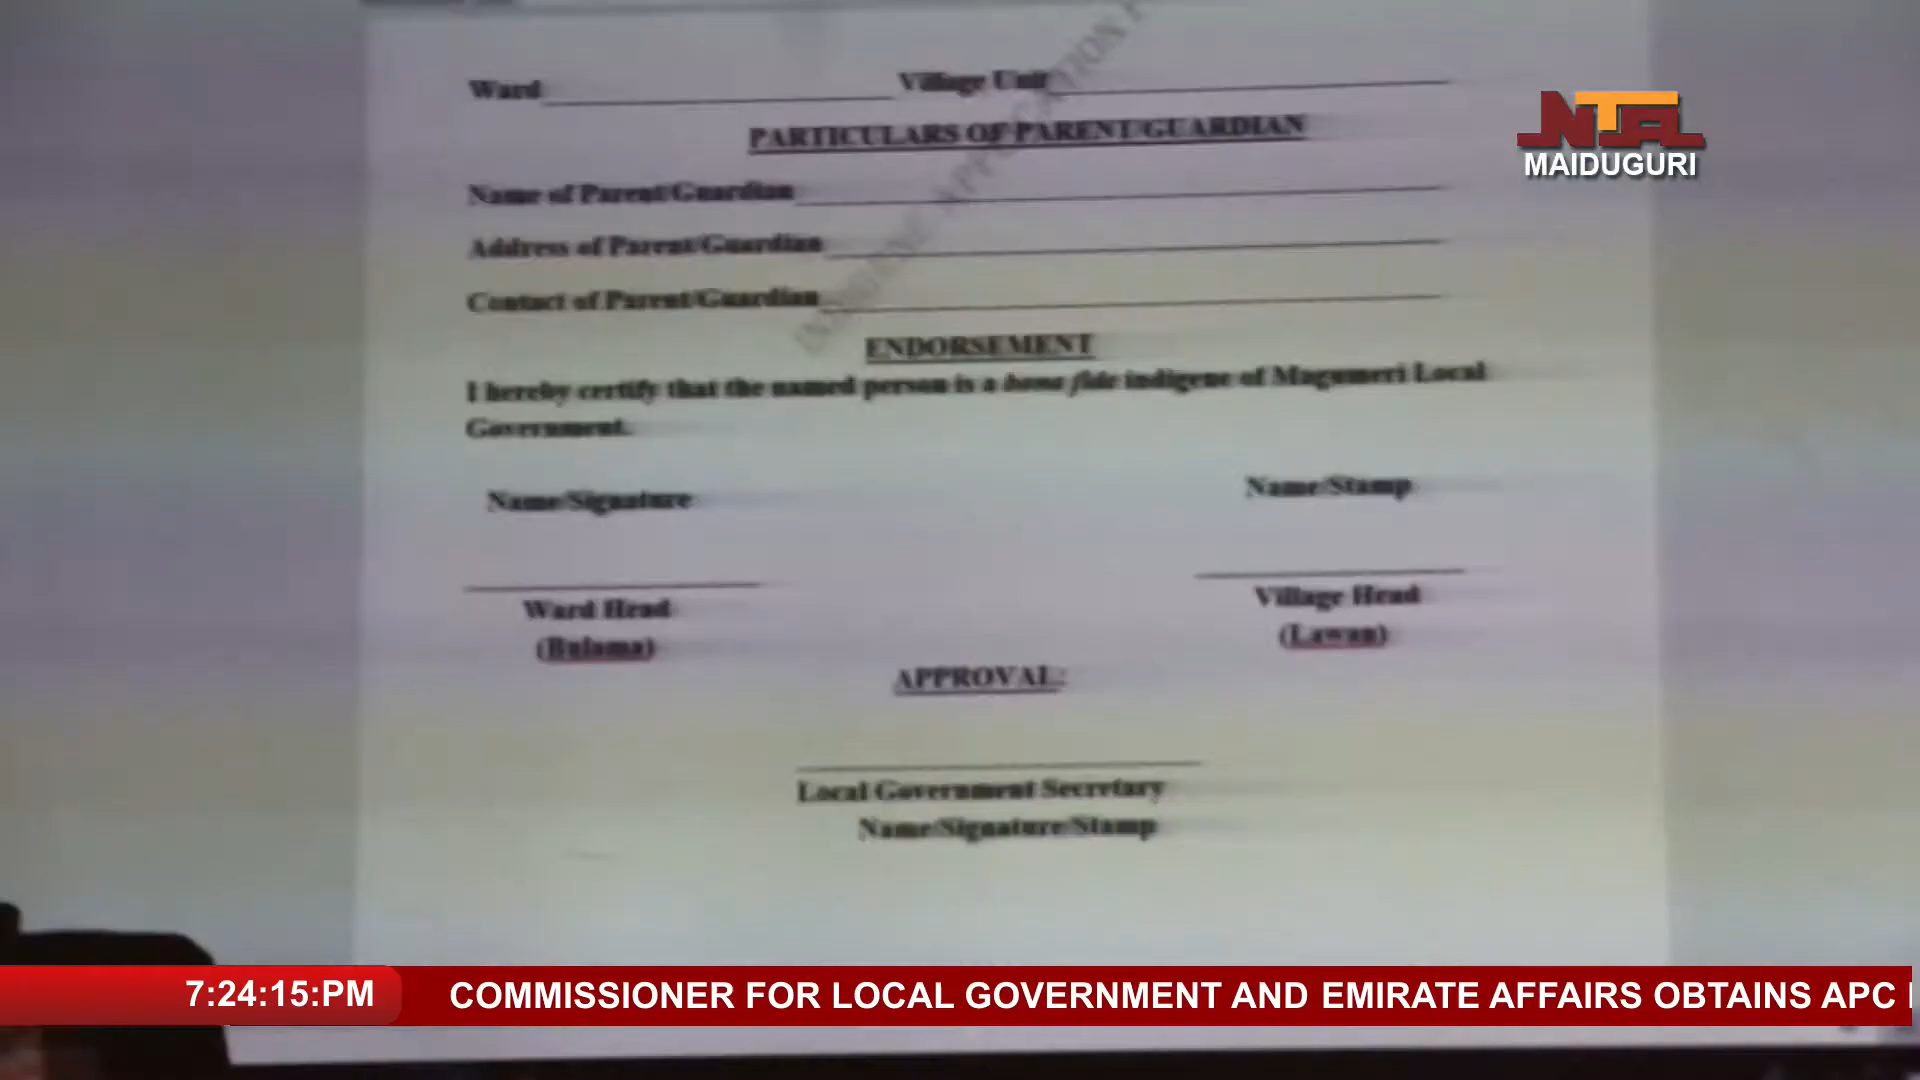 Ward Village Unit
PARTICULARS OF PARENT/GUARDIAN
Name of Parent/Guardian
Address of Parent/Guardian
Contact of Parent/Guardian
ENDORSEMENT
I hereby certify that the named person is a bona fide indigene of Magumeri Local
Government.
Name/Signature Name/Stamp
Ward Head Village Head
(Bulama) (Lawan)
APPROVAL:
Local Government Secretary
Name/Signature/Stamp
INDIGENE APPLICATION
NTA
MAIDUGURI
7:24:15:PM COMMISSIONER FOR LOCAL GOVERNMENT AND EMIRATE AFFAIRS OBTAINS APC